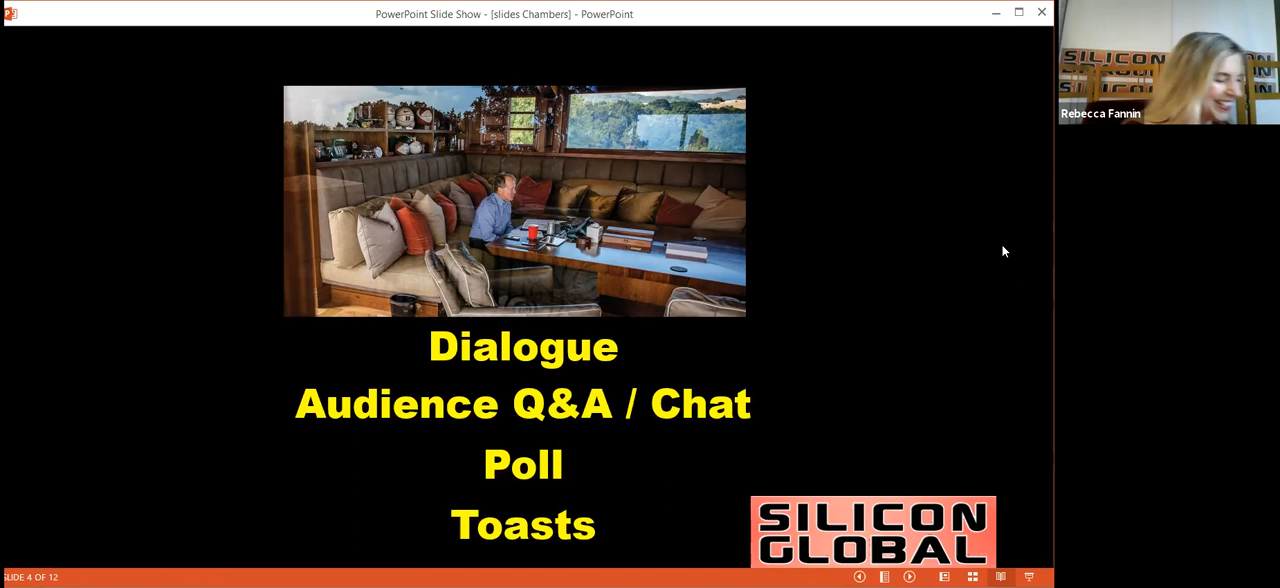 PowerPoint Slide Show - [slides Chambers] - PowerPoint
Rebecca Fannin
SILICON
Dialogue
Audience Q&A / Chat
Poll
Toasts
SILICON
GLOBAL
SLIDE 4 OF 12